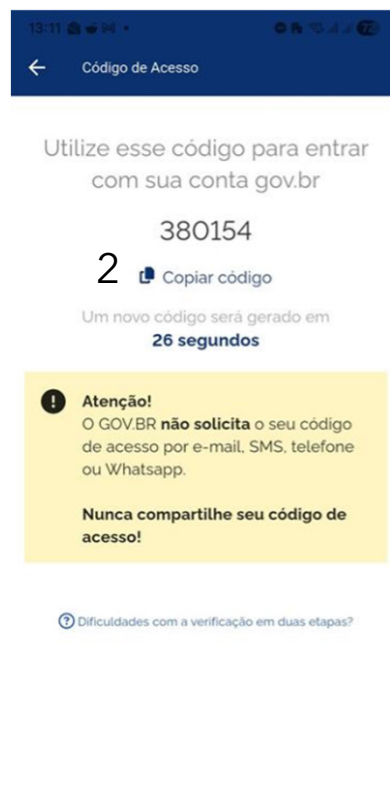 13:11
72
Código de Acesso
Utilize esse código para entrar
com sua conta gov.br
380154
2 Copiar código
Um novo código será gerado em
26 segundos
Atenção!
O GOV.BR não solicita o seu código
de acesso por e-mail, SMS, telefone
ou Whatsapp.
Nunca compartilhe seu código de
acesso!
Dificuldades com a verificação em duas etapas?